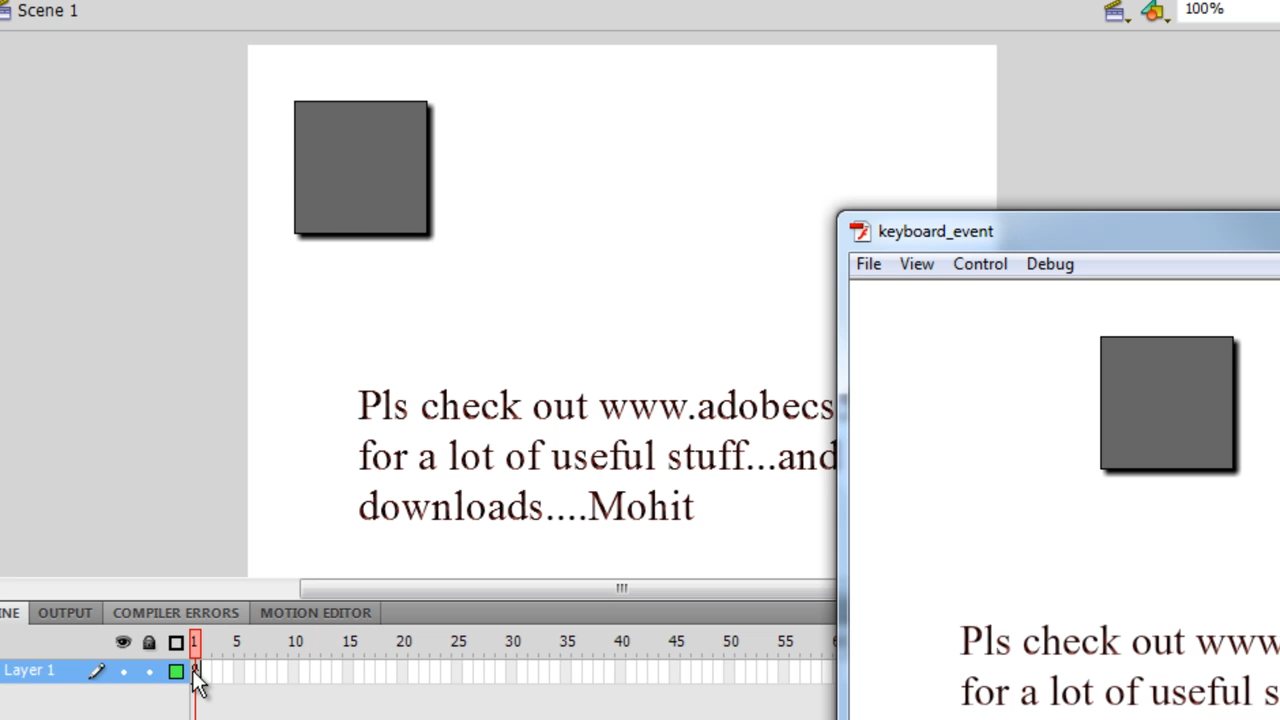 Scene 1
100%
keyboard_event
File View Control Debug
Pls check out www.adobecs
for a lot of useful stuff...and
downloads....Mohit
Pls check out www
for a lot of useful s
OUTPUT COMPILER ERRORS MOTION EDITOR
1 5 10 15 20 25 30 35 40 45 50 55
Layer 1